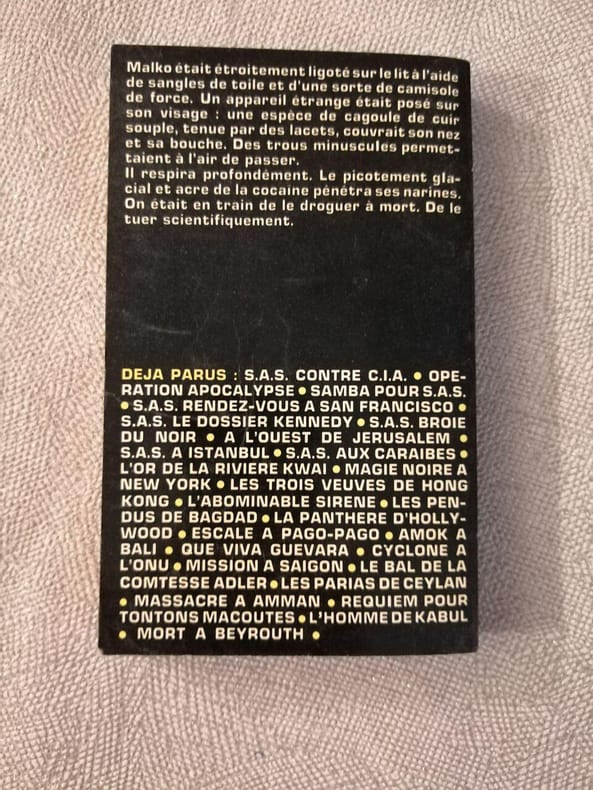 Malko était étroitement ligoté sur le lit à l'aide
de sangles de toile et d'une sorte de camisole
de force. Un appareil étrange était posé sur
son visage : une espèce de cagoule de cuir
souple, tenue par des lacets, couvrait son nez
et sa bouche. Des trous minuscules permet-
taient à l'air de passer.
Il respira profondément. Le picotement gla-
cial et acre de la cocaïne pénétra ses narines.
On était en train de le droguer à mort. De le
tuer scientifiquement.
DEJA PARUS : S.A.S. CONTRE C.I.A. • OPE-
RATION APOCALYPSE • SAMBA POUR S.A.S.
• S.A.S. RENDEZ-VOUS A SAN FRANCISCO •
S.A.S. LE DOSSIER KENNEDY • S.A.S. BROIE
DU NOIR • A L'OUEST DE JERUSALEM •
S.A.S. A ISTANBUL • S.A.S. AUX CARAIBES •
L'OR DE LA RIVIERE KWAI • MAGIE NOIRE A
NEW YORK • LES TROIS VEUVES DE HONG
KONG • L'ABOMINABLE SIRENE • LES PEN-
DUS DE BAGDAD • LA PANTHERE D'HOLLY-
WOOD • ESCALE A PAGO-PAGO • AMOK A
BALI • QUE VIVA GUEVARA • CYCLONE A
L'ONU • MISSION A SAIGON • LE BAL DE LA
COMTESSE ADLER • LES PARIAS DE CEYLAN
• MASSACRE A AMMAN • REQUIEM POUR
TONTONS MACOUTES • L'HOMME DE KABUL
• MORT A BEYROUTH •